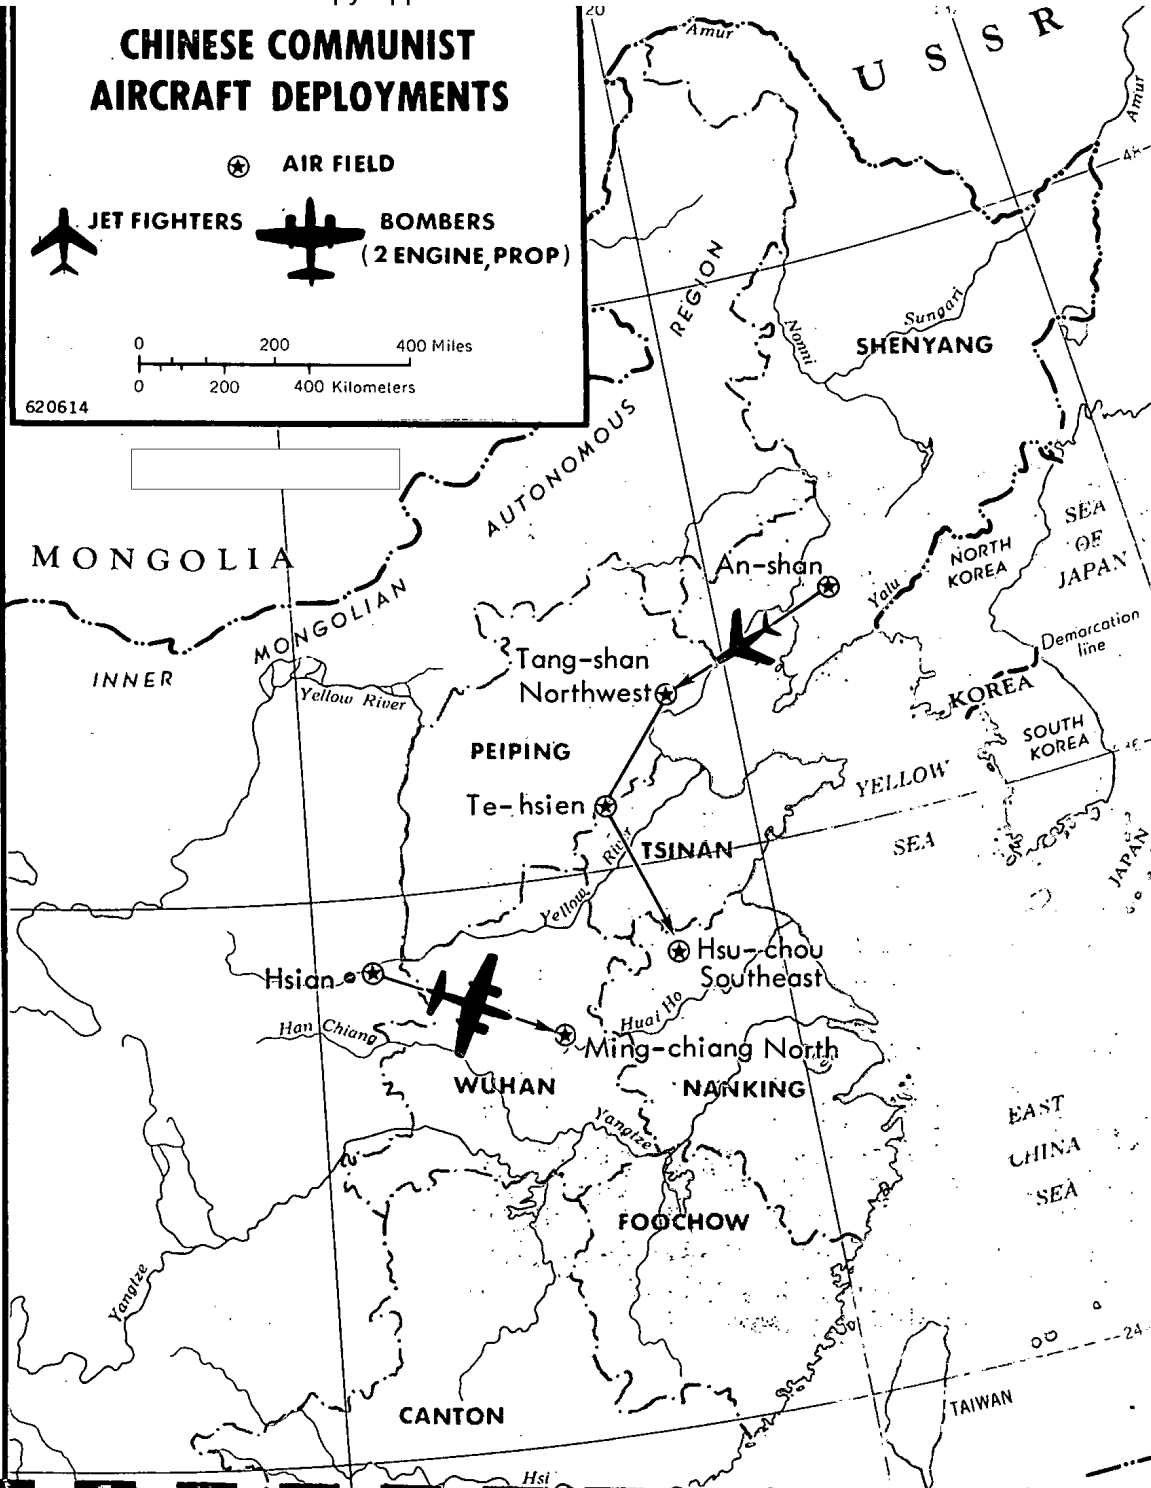 CHINESE COMMUNIST
AIRCRAFT DEPLOYMENTS
AIR FIELD
JET FIGHTERS
BOMBERS
(2 ENGINE, PROP)
0 200 400 Miles
0 200 400 Kilometers
620614
20
USSR
Amur
Amur
48
REGION
Nonni
Sungari
SHENYANG
AUTONOMOUS
MONGOLIA
MONGOLIAN
INNER
An-shan
Yalu
NORTH
KOREA
SEA
OF
JAPAN
Demarcation
line
KOREA
SOUTH
KOREA
Tang-shan
Northwest
Yellow River
PEIPING
Te-hsien
YELLOW
SEA
JAPAN
River
TSINAN
Yellow
Hsu-chou
Southeast
Hsian
Han Chiang
Huai Ho
Ming-chiang North
WUHAN
NANKING
Yangtze
EAST
CHINA
SEA
FOOCHOW
Yangtze
24
TAIWAN
CANTON
Hsi